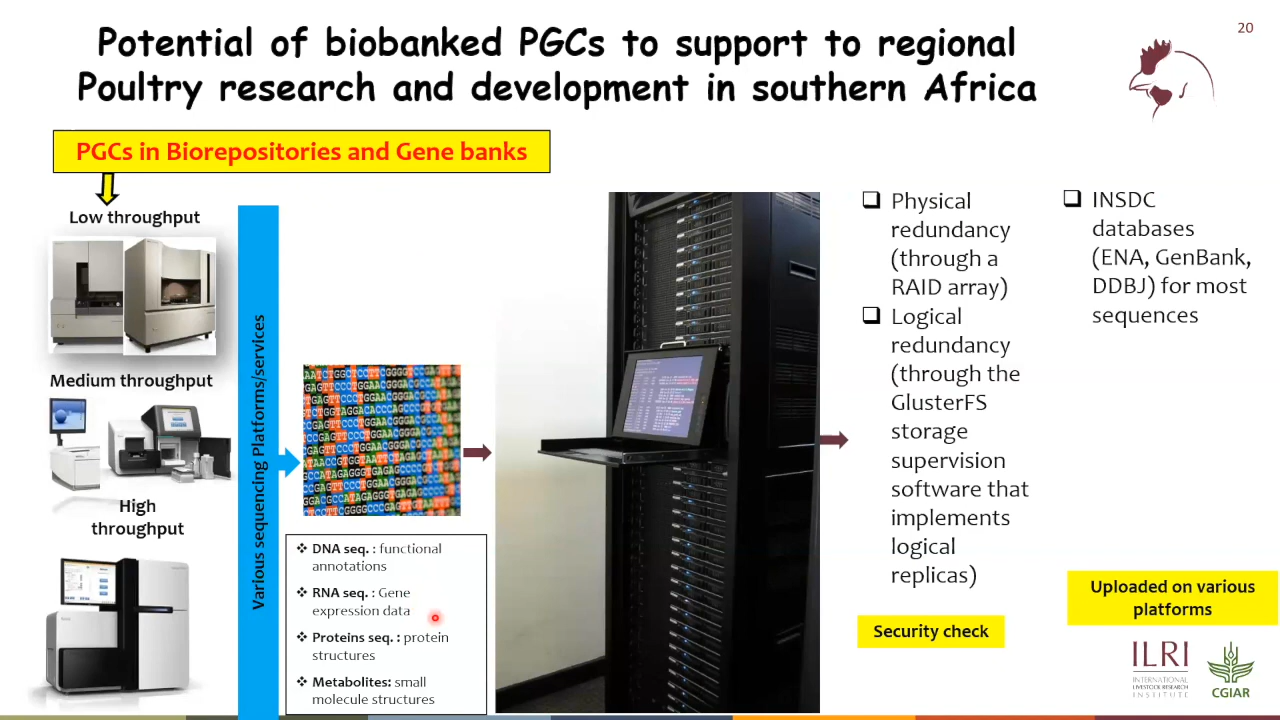 20
Potential of biobanked PGCs to support to regional
Poultry research and development in southern Africa
PGCs in Biorepositories and Gene banks
Low throughput
Medium throughput
High
throughput
Various sequencing Platforms/services
❖ DNA seq. : functional
annotations
❖ RNA seq. : Gene
expression data
❖ Proteins seq. : protein
structures
❖ Metabolites: small
molecule structures
❑ Physical
redundancy
(through a
RAID array)
❑ Logical
redundancy
(through the
GlusterFS
storage
supervision
software that
implements
logical
replicas)
Security check
❑ INSDC
databases
(ENA, GenBank,
DDBJ) for most
sequences
Uploaded on various
platforms
ILRI
INTERNATIONAL
LIVESTOCK RESEARCH
INSTITUTE
CGIAR